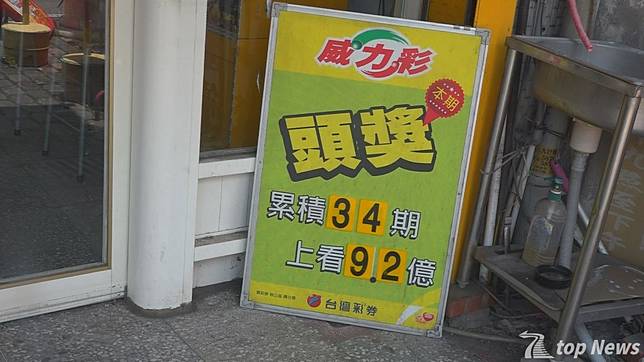 威力彩
本期
頭獎
累積34期
上看9.2億
台灣彩券
top News